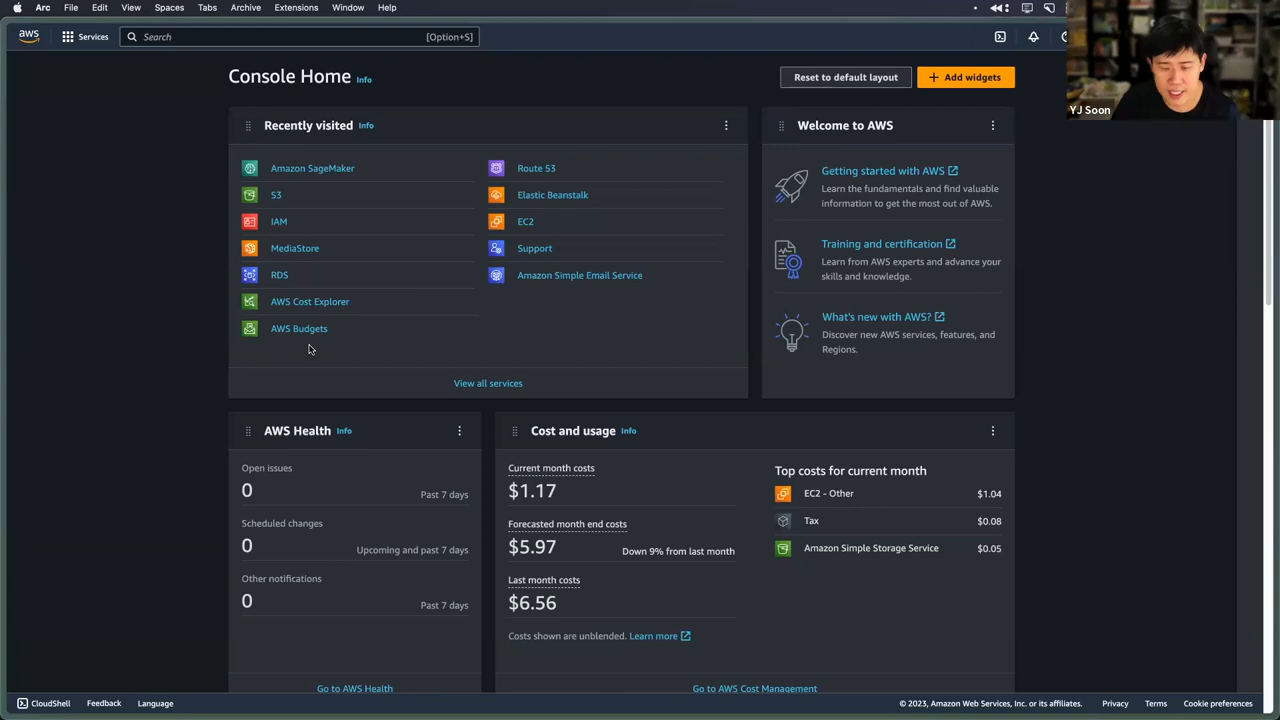 Arc File Edit View Spaces Tabs Archive Extensions Window Help
aws Services Search [Option+S]
YJ Soon
Console Home Info
Reset to default layout
+ Add widgets
Recently visited Info
Amazon SageMaker
S3
IAM
MediaStore
RDS
AWS Cost Explorer
AWS Budgets
Route 53
Elastic Beanstalk
EC2
Support
Amazon Simple Email Service
View all services
Welcome to AWS
Getting started with AWS
Learn the fundamentals and find valuable
information to get the most out of AWS.
Training and certification
Learn from AWS experts and advance your
skills and knowledge.
What's new with AWS?
Discover new AWS services, features, and
Regions.
AWS Health Info
Open issues
0 Past 7 days
Scheduled changes
0 Upcoming and past 7 days
Other notifications
0 Past 7 days
Go to AWS Health
Cost and usage Info
Current month costs
$1.17
Forecasted month end costs
$5.97 Down 9% from last month
Last month costs
$6.56
Costs shown are unblended. Learn more
Top costs for current month
EC2 - Other $1.04
Tax $0.08
Amazon Simple Storage Service $0.05
Go to AWS Cost Management
CloudShell Feedback Language © 2023, Amazon Web Services, Inc. or its affiliates. Privacy Terms Cookie preferences